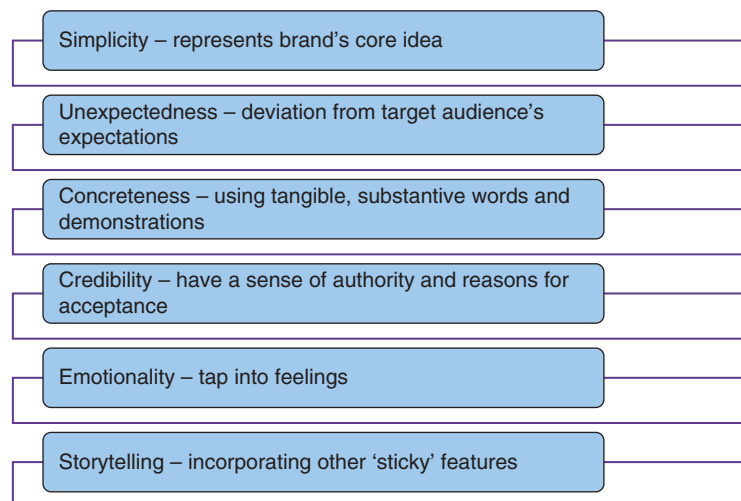 Simplicity – represents brand’s core idea
Unexpectedness – deviation from target audience’s
expectations
Concreteness – using tangible, substantive words and
demonstrations
Credibility – have a sense of authority and reasons for
acceptance
Emotionality – tap into feelings
Storytelling – incorporating other ‘sticky’ features